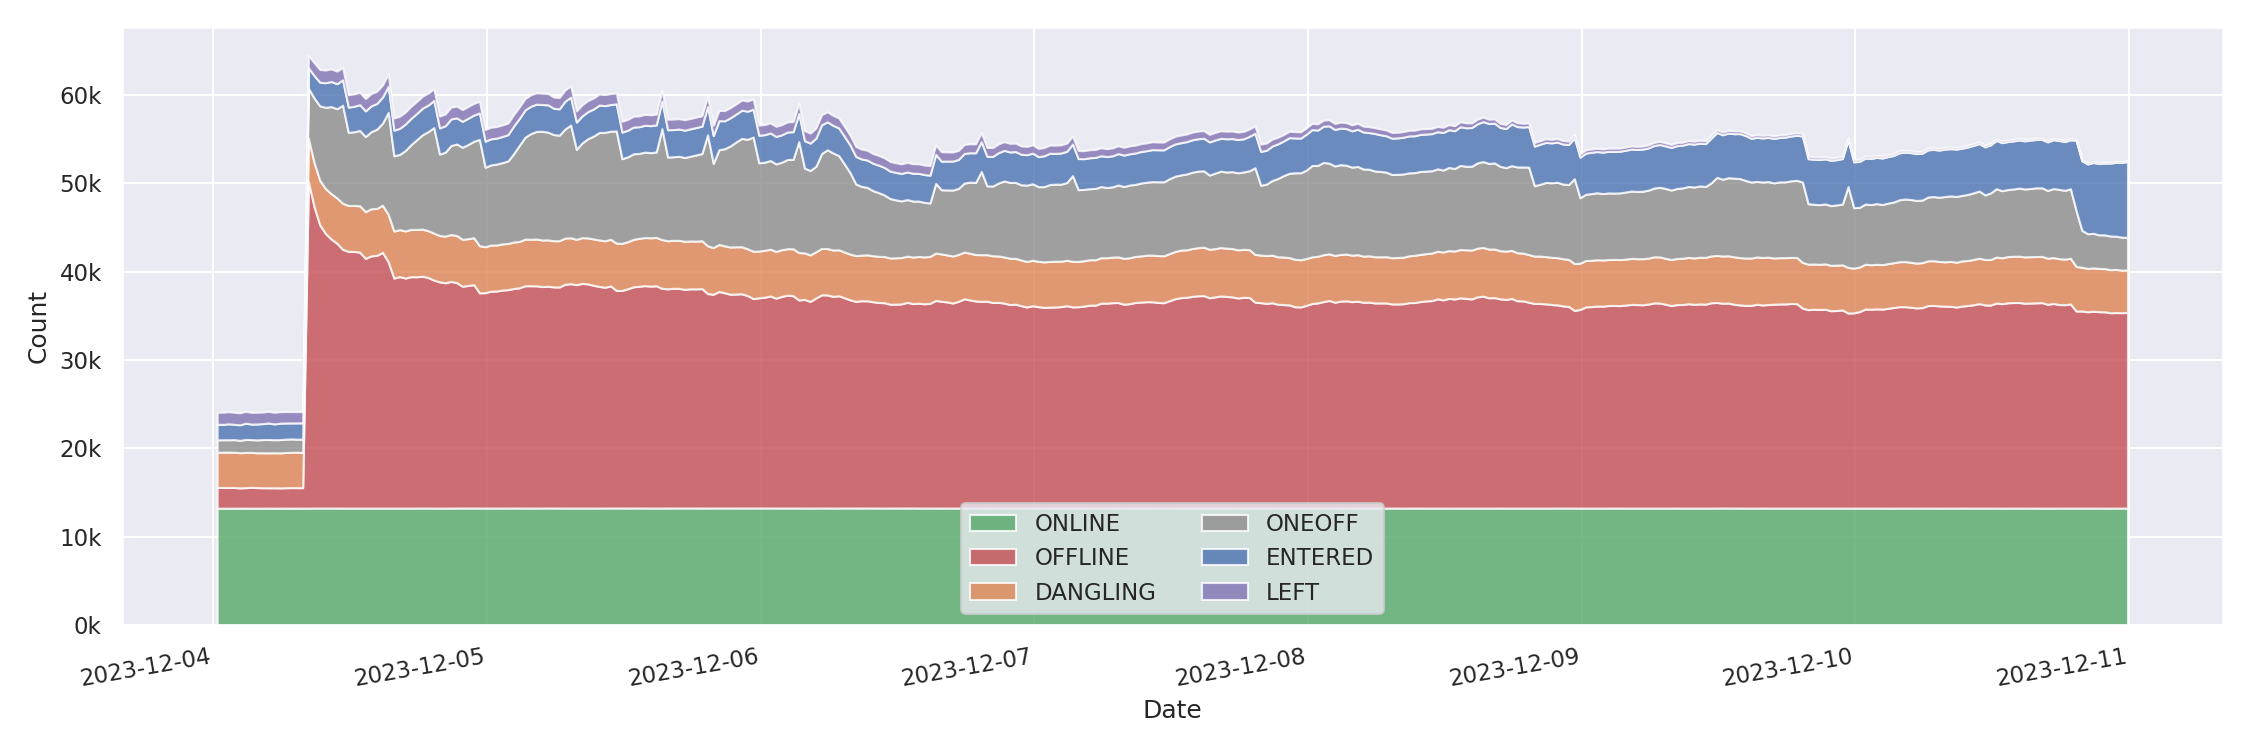 Count
60k
50k
40k
30k
20k
10k
0k
ONLINE
OFFLINE
DANGLING
ONEOFF
ENTERED
LEFT
2023-12-04
2023-12-05
2023-12-06
2023-12-07
2023-12-08
2023-12-09
2023-12-10
2023-12-11
Date